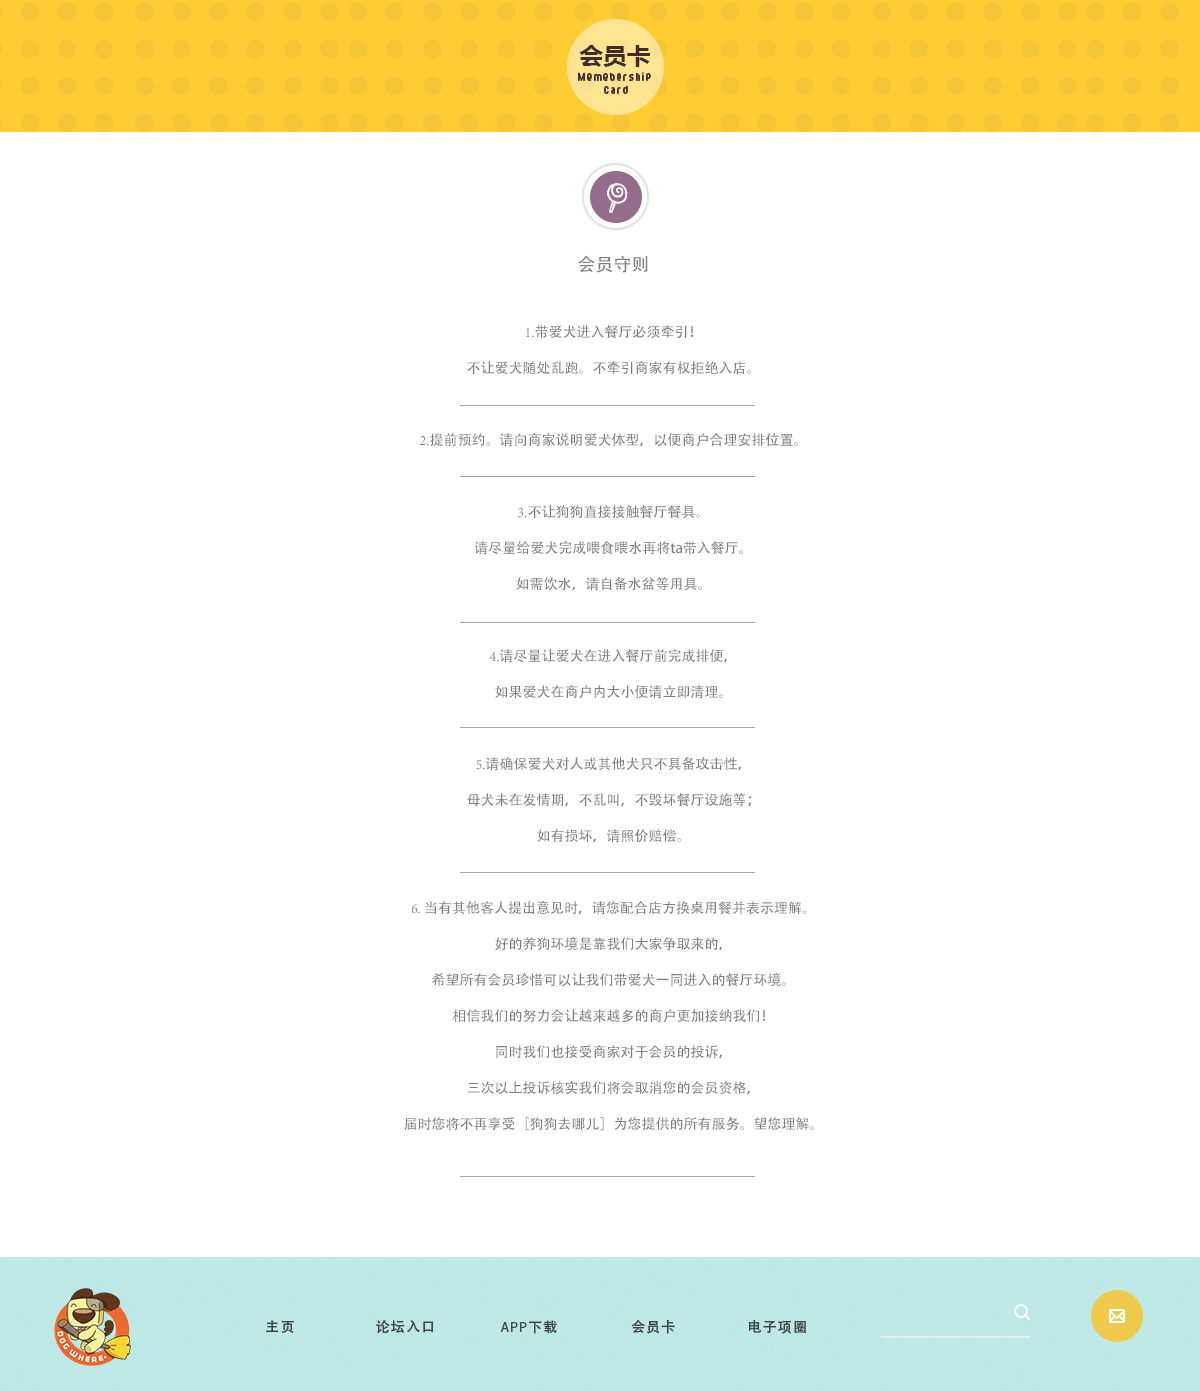 会员卡
Memebership
Card
会员守则
1.带爱犬进入餐厅必须牵引！
不让爱犬随处乱跑。不牵引商家有权拒绝入店。
2.提前预约。请向商家说明爱犬体型，以便商户合理安排位置。
3.不让狗狗直接接触餐厅餐具。
请尽量给爱犬完成喂食喂水再将ta带入餐厅。
如需饮水，请自备水盆等用具。
4.请尽量让爱犬在进入餐厅前完成排便，
如果爱犬在商户内大小便请立即清理。
5.请确保爱犬对人或其他犬只不具备攻击性，
母犬未在发情期，不乱叫，不毁坏餐厅设施等；
如有损坏，请照价赔偿。
6. 当有其他客人提出意见时，请您配合店方换桌用餐并表示理解。
好的养狗环境是靠我们大家争取来的，
希望所有会员珍惜可以让我们带爱犬一同进入的餐厅环境。
相信我们的努力会让越来越多的商户更加接纳我们！
同时我们也接受商家对于会员的投诉，
三次以上投诉核实我们将会取消您的会员资格，
届时您将不再享受［狗狗去哪儿］为您提供的所有服务。望您理解。
DOG WHERE
主页 论坛入口 APP下载 会员卡 电子项圈